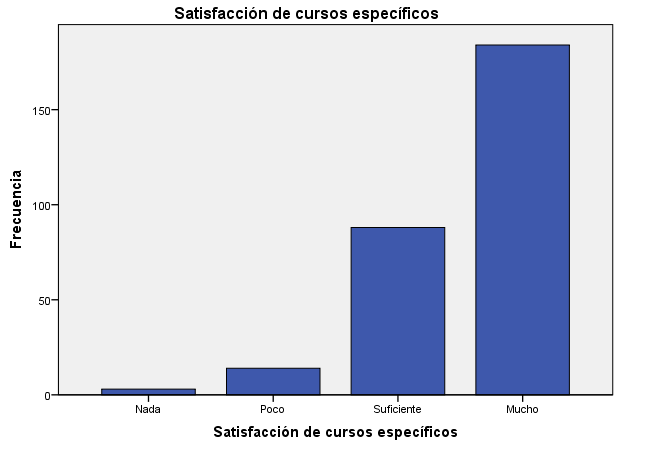 Satisfacción de cursos específicos
Frecuencia
150
100
50
0
Nada Poco Suficiente Mucho
Satisfacción de cursos específicos